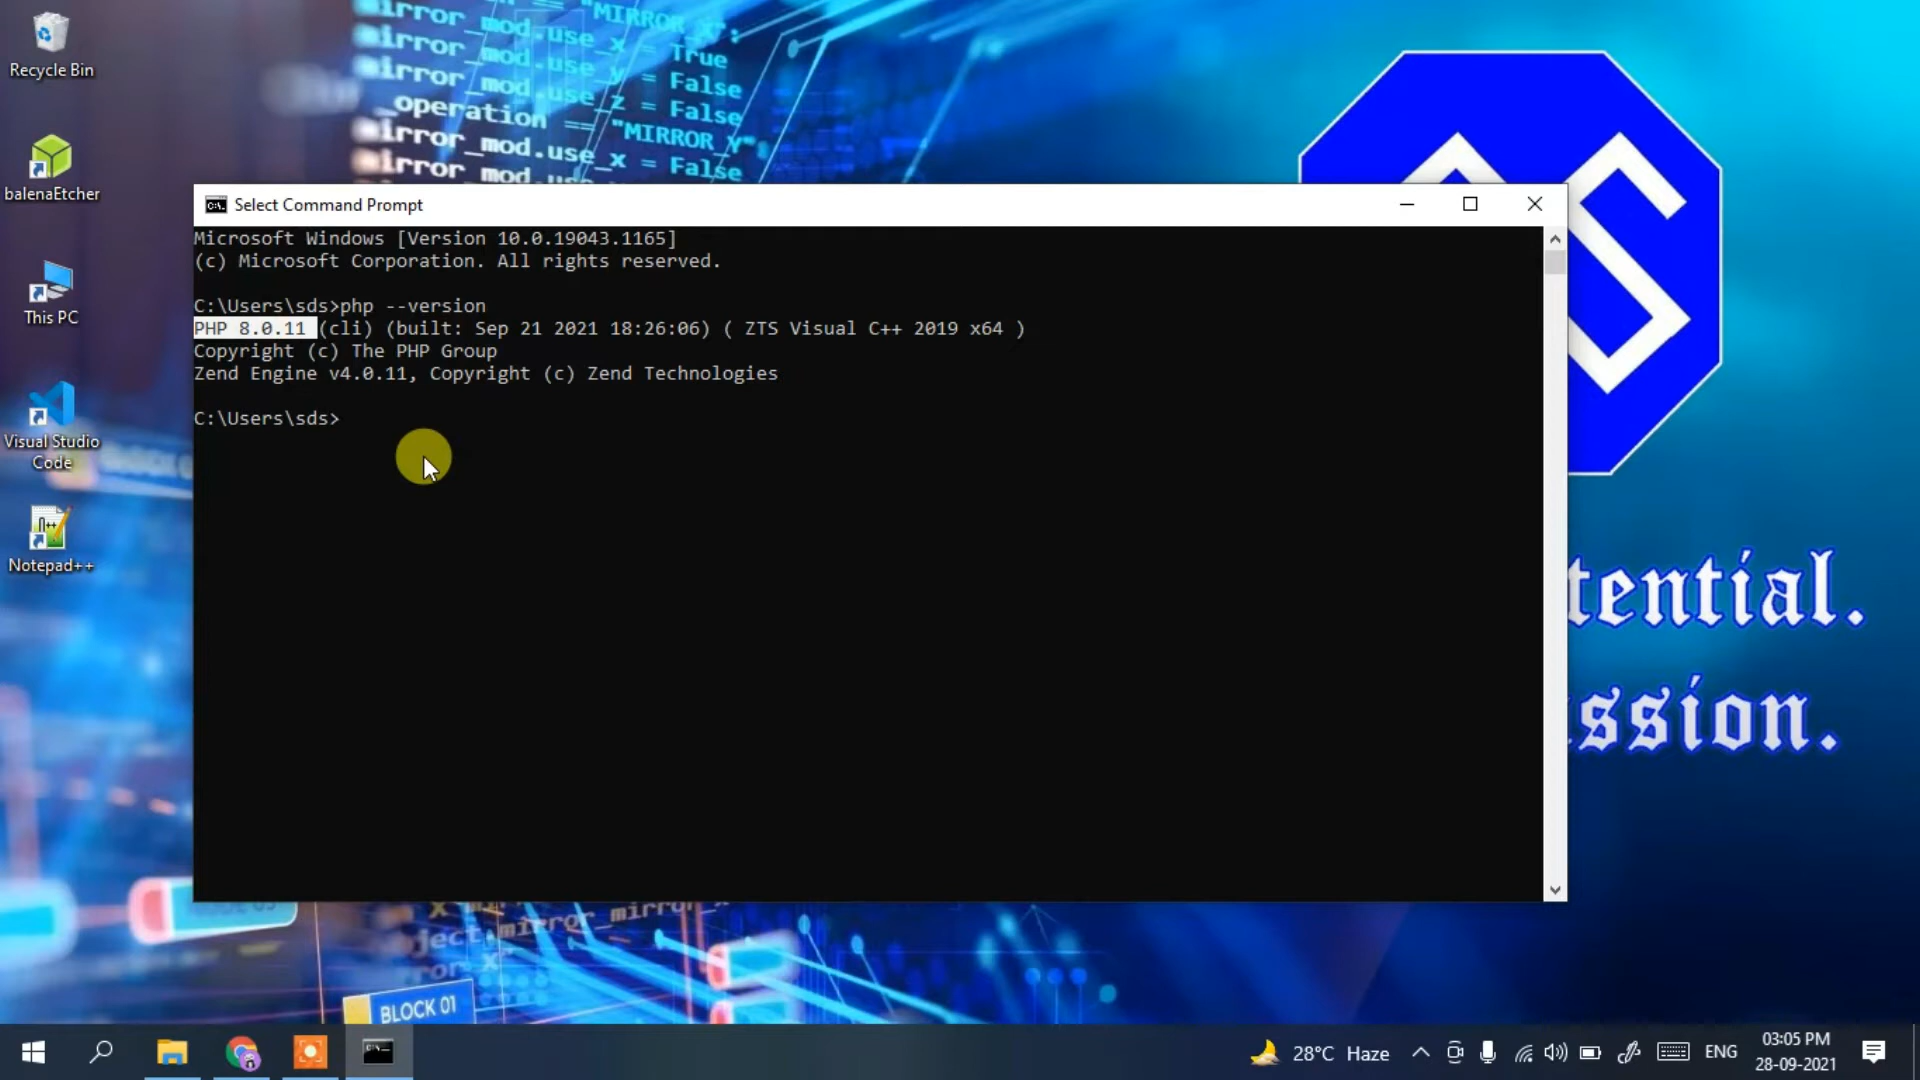 Recycle Bin
balenaEtcher
This PC
Visual Studio
Code
Notepad++
== "MIRROR_X":
mirror_mod.use_x = True
mirror_mod.use_y = False
mirror_mod.use_z = False
_operation == "MIRROR_Y":
mirror_mod.use_x = False
Select Command Prompt
Microsoft Windows [Version 10.0.19043.1165]
(c) Microsoft Corporation. All rights reserved.
C:\Users\sds>php --version
PHP 8.0.11 (cli) (built: Sep 21 2021 18:26:06) ( ZTS Visual C++ 2019 x64 )
Copyright (c) The PHP Group
Zend Engine v4.0.11, Copyright (c) Zend Technologies
C:\Users\sds>
tential.
ssion.
BLOCK 01
28°C Haze
ENG
03:05 PM
28-09-2021